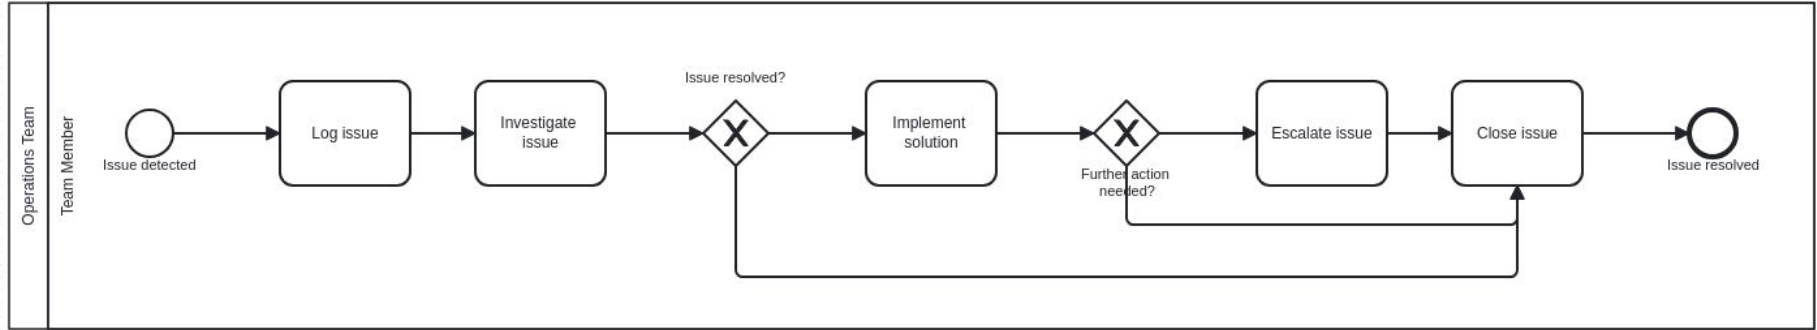 Operations Team
Team Member
Issue detected
Log issue
Investigate
issue
Issue resolved?
Implement
solution
Further action
needed?
Escalate issue
Close issue
Issue resolved